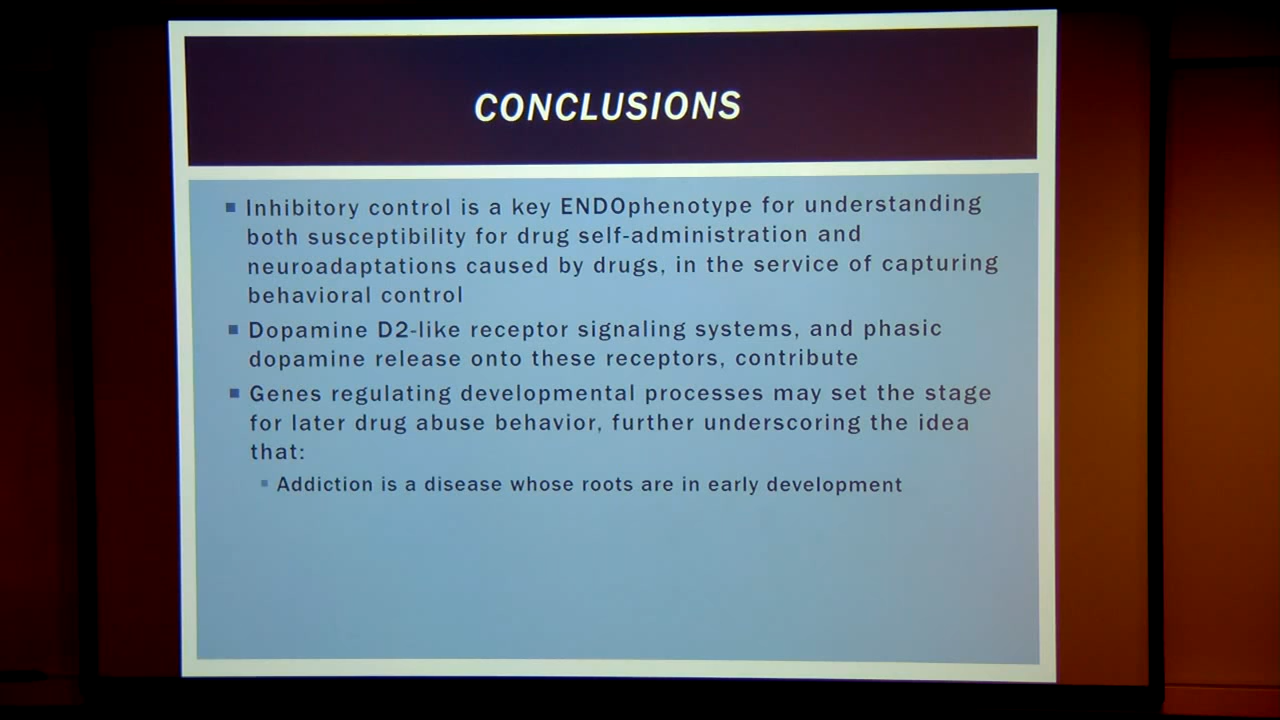 CONCLUSIONS
Inhibitory control is a key ENDOphenotype for understanding
both susceptibility for drug self-administration and
neuroadaptations caused by drugs, in the service of capturing
behavioral control
Dopamine D2-like receptor signaling systems, and phasic
dopamine release onto these receptors, contribute
Genes regulating developmental processes may set the stage
for later drug abuse behavior, further underscoring the idea
that:
Addiction is a disease whose roots are in early development